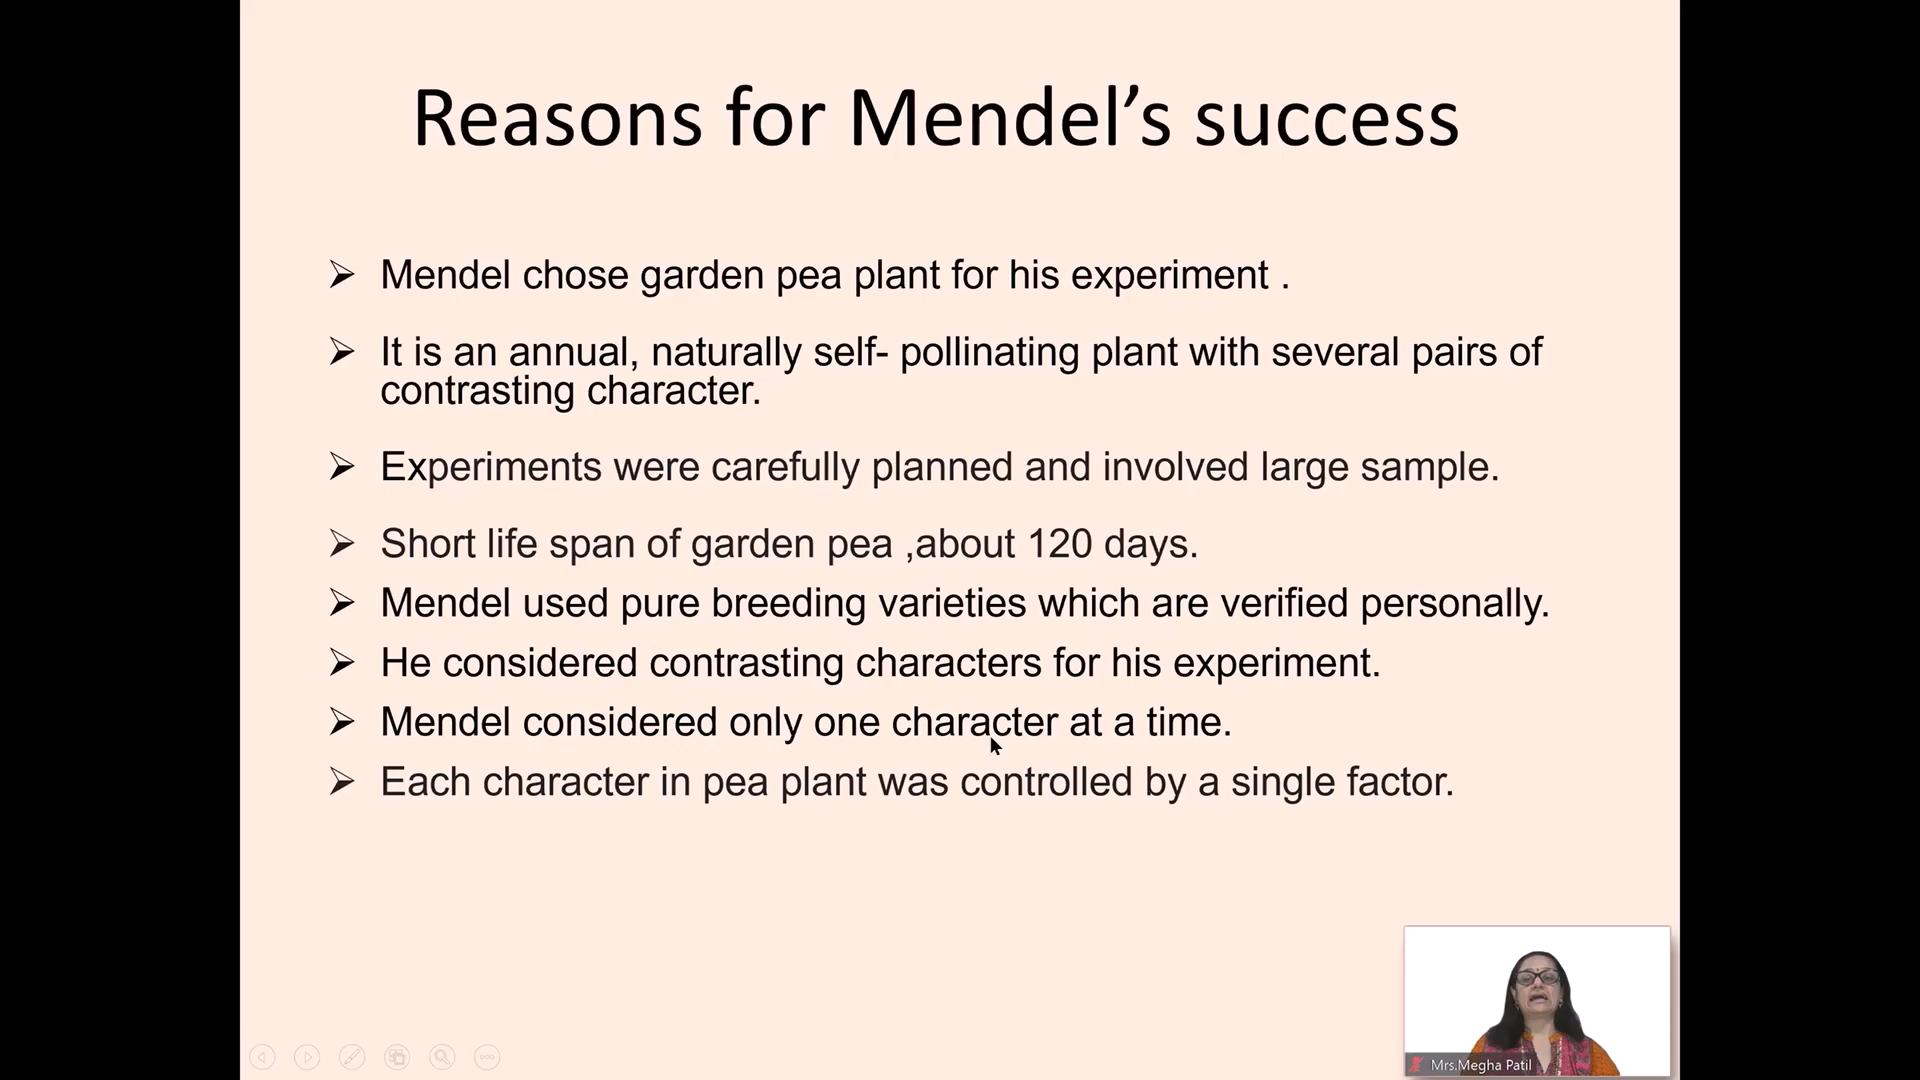 Reasons for Mendel’s success
Mendel chose garden pea plant for his experiment .
It is an annual, naturally self- pollinating plant with several pairs of
contrasting character.
Experiments were carefully planned and involved large sample.
Short life span of garden pea ,about 120 days.
Mendel used pure breeding varieties which are verified personally.
He considered contrasting characters for his experiment.
Mendel considered only one character at a time.
Each character in pea plant was controlled by a single factor.
Mrs.Megha Patil